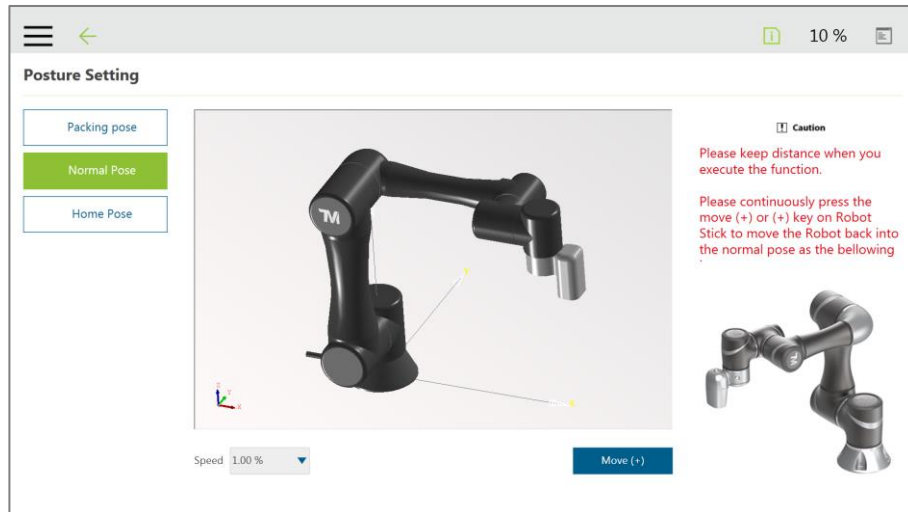 10 %
Posture Setting
Packing pose
Normal Pose
Home Pose
TM
Z
Y
X
Caution
Please keep distance when you
execute the function.
Please continuously press the
move (+) or (+) key on Robot
Stick to move the Robot back into
the normal pose as the bellowing
Speed 1.00 %
Move (+)
TM